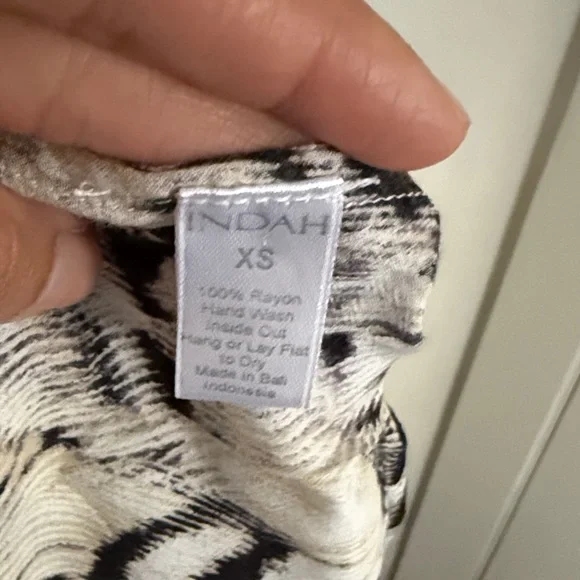 INDAH
XS
100% Rayon
Hand Wash
Inside Out
Hang or Lay Flat
to Dry
Made in Bali
Indonesia